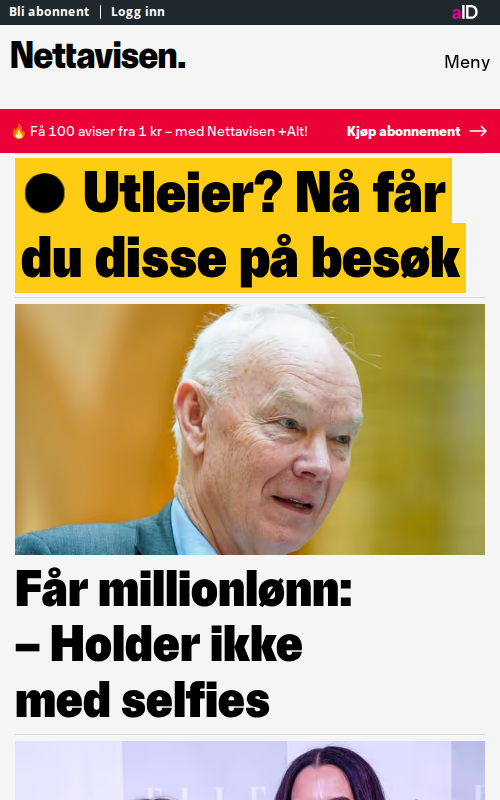 Bli abonnent | Logg inn
aID
Nettavisen.
Meny
🔥 Få 100 aviser fra 1 kr – med Nettavisen +Alt!
Kjøp abonnement →
● Utleier? Nå får
du disse på besøk
Får millionlønn:
– Holder ikke
med selfies